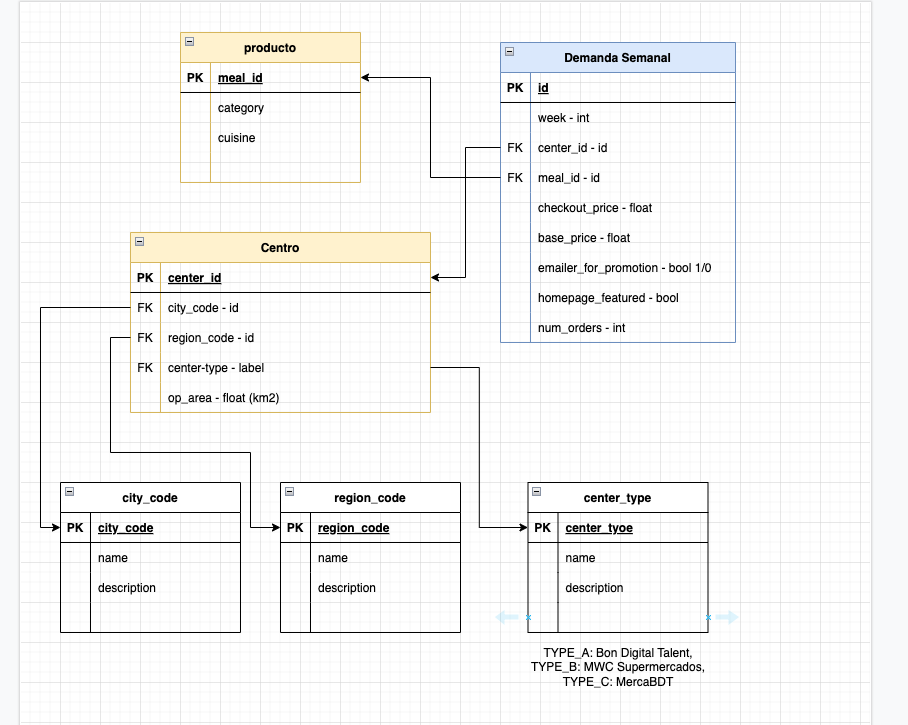 producto
PK meal_id
category
cuisine
Demanda Semanal
PK id
week - int
FK center_id - id
FK meal_id - id
checkout_price - float
base_price - float
emailer_for_promotion - bool 1/0
homepage_featured - bool
num_orders - int
Centro
PK center_id
FK city_code - id
FK region_code - id
FK center-type - label
op_area - float (km2)
city_code
PK city_code
name
description
region_code
PK region_code
name
description
center_type
PK center_tyoe
name
description
TYPE_A: Bon Digital Talent,
TYPE_B: MWC Supermercados,
TYPE_C: MercaBDT